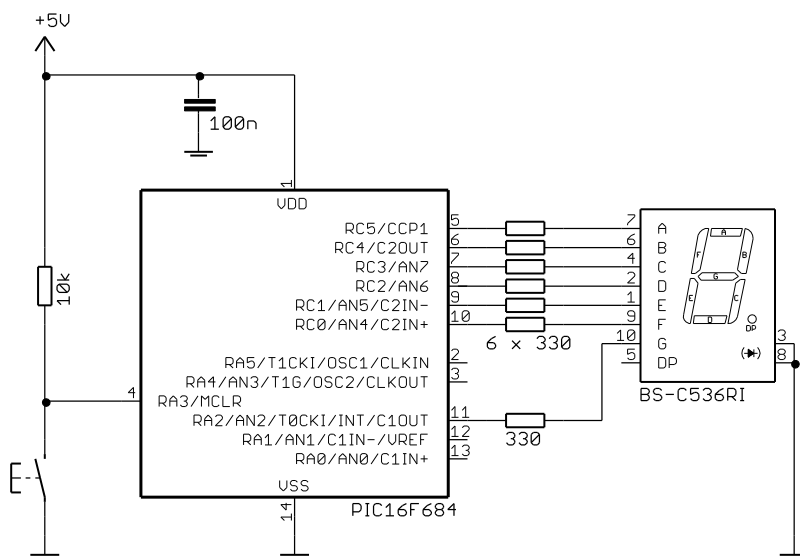 +5V
100n
10k
1
VDD
RC5/CCP1 5 7 A
RC4/C2OUT 6 6 B
RC3/AN7 7 4 C
RC2/AN6 8 2 D
RC1/AN5/C2IN- 9 1 E
RC0/AN4/C2IN+ 10 9 F
6 x 330
10 G
5 DP
3
8
A
B
C
D
E
F
G
DP
BS-C536RI
RA5/T1CKI/OSC1/CLKIN 2
RA4/AN3/T1G/OSC2/CLKOUT 3
4 RA3/MCLR
RA2/AN2/T0CKI/INT/C1OUT 11
RA1/AN1/C1IN-/VREF 12
RA0/AN0/C1IN+ 13
330
VSS
14
PIC16F684